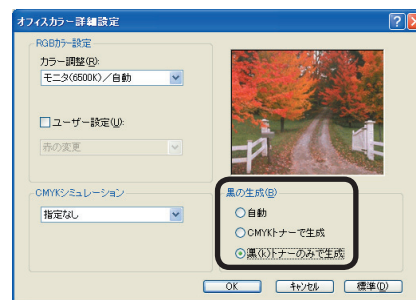 オフィスカラー詳細設定
RGBカラー設定
カラー調整(R):
モニタ(6500K)／自動
ユーザー設定(U):
赤の変更
CMYKシミュレーション
指定なし
黒の生成(B)
自動
CMYKトナーで生成
黒(k)トナーのみで生成
OK
キャンセル
標準(D)